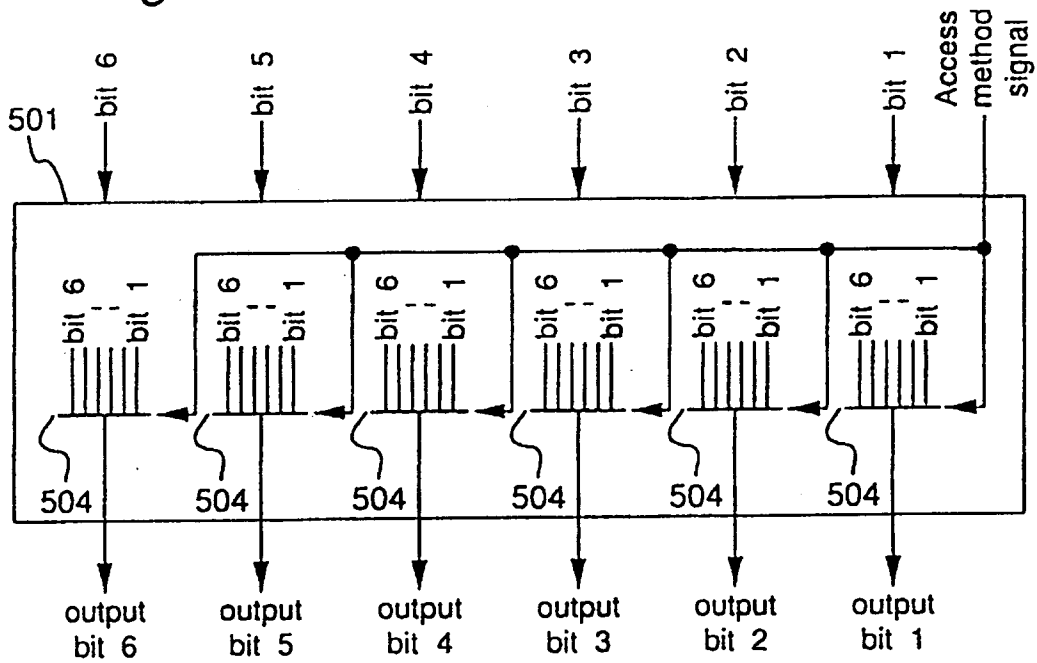 bit 6
bit 5
bit 4
bit 3
bit 2
bit 1
Access
method
signal
501
bit 6
--
bit 1
bit 6
--
bit 1
bit 6
--
bit 1
bit 6
--
bit 1
bit 6
--
bit 1
bit 6
--
bit 1
504
504
504
504
504
504
output
bit 6
output
bit 5
output
bit 4
output
bit 3
output
bit 2
output
bit 1